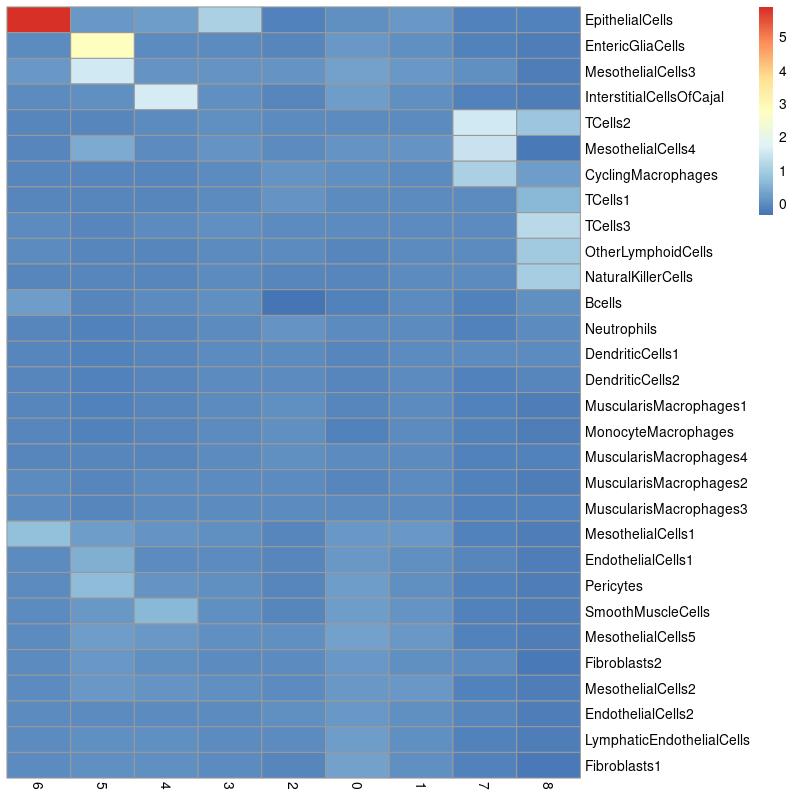 EpithelialCells
EntericGliaCells
MesothelialCells3
InterstitialCellsOfCajal
TCells2
MesothelialCells4
CyclingMacrophages
TCells1
TCells3
OtherLymphoidCells
NaturalKillerCells
Bcells
Neutrophils
DendriticCells1
DendriticCells2
MuscularisMacrophages1
MonocyteMacrophages
MuscularisMacrophages4
MuscularisMacrophages2
MuscularisMacrophages3
MesothelialCells1
EndothelialCells1
Pericytes
SmoothMuscleCells
MesothelialCells5
Fibroblasts2
MesothelialCells2
EndothelialCells2
LymphaticEndothelialCells
Fibroblasts1
6 5 4 3 2 0 1 7 8
5
4
3
2
1
0